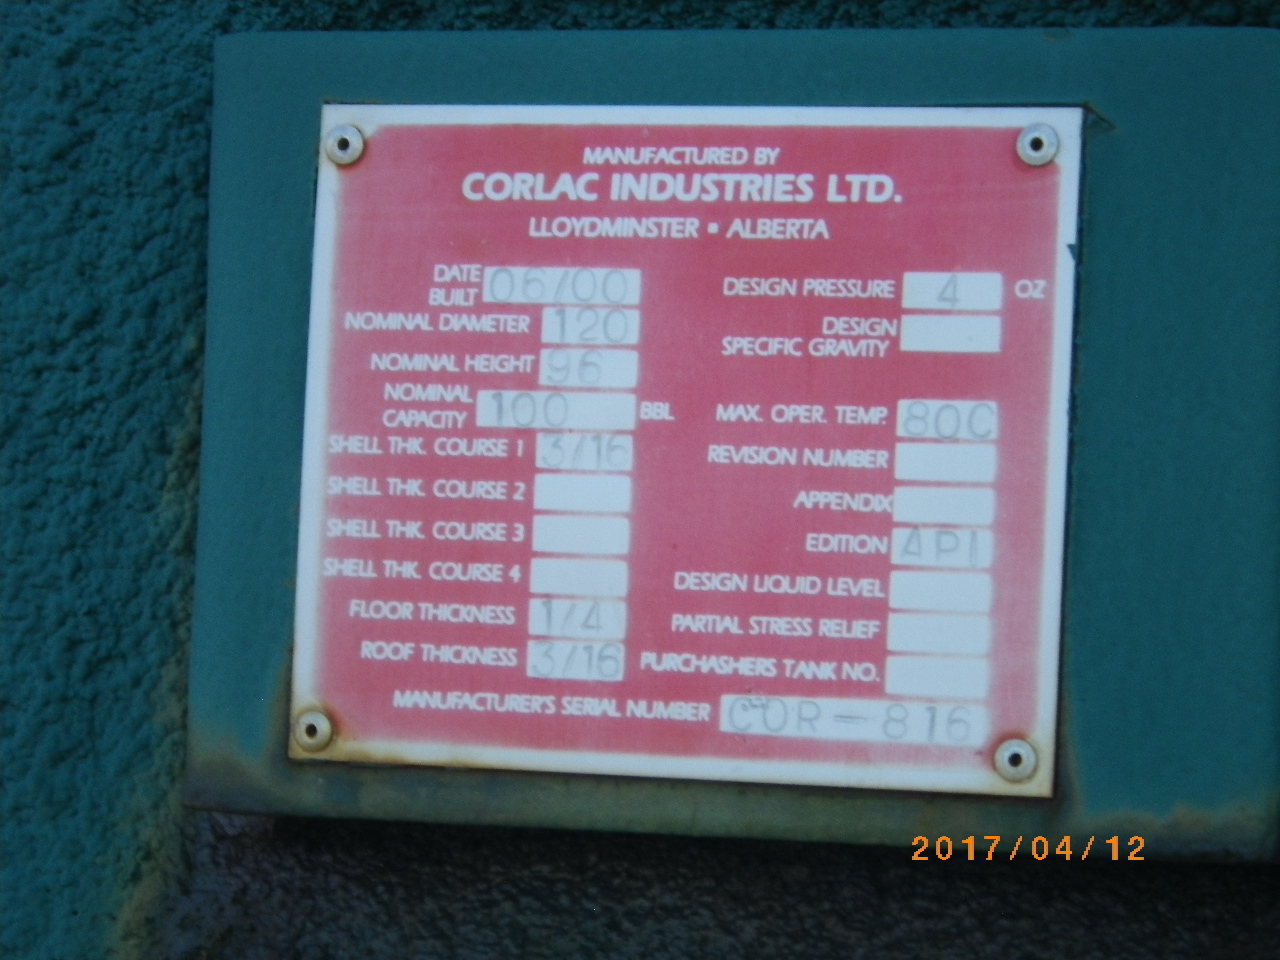 MANUFACTURED BY
CORLAC INDUSTRIES LTD.
LLOYDMINSTER ▪ ALBERTA
DATE BUILT 06/00
NOMINAL DIAMETER 120
NOMINAL HEIGHT 96
NOMINAL CAPACITY 100 BBL
SHELL THK. COURSE 1 3/16
SHELL THK. COURSE 2
SHELL THK. COURSE 3
SHELL THK. COURSE 4
FLOOR THICKNESS 1/4
ROOF THICKNESS 3/16
DESIGN PRESSURE 4 OZ
DESIGN SPECIFIC GRAVITY
MAX. OPER. TEMP. 80C
REVISION NUMBER
APPENDIX
EDITION API
DESIGN LIQUID LEVEL
PARTIAL STRESS RELIEF
PURCHASHERS TANK NO.
MANUFACTURER'S SERIAL NUMBER COR-816
2017/04/12